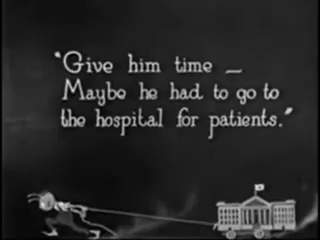 "Give him time —
Maybe he had to go to
the hospital for patients."